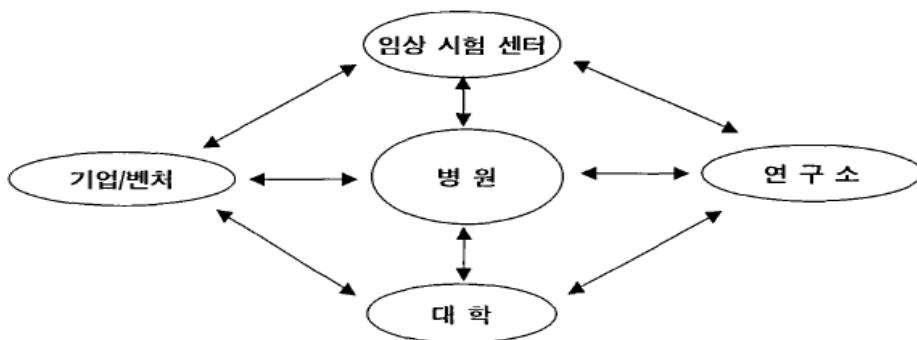 임상 시험 센터
기업/벤처
병 원
연 구 소
대 학